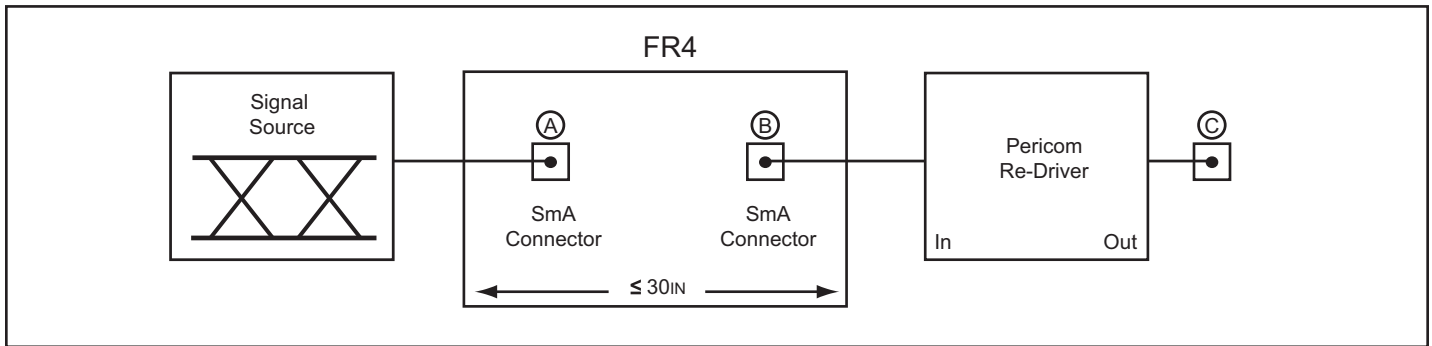 FR4
Signal
Source
A
B
C
SmA
Connector
SmA
Connector
≤ 30IN
Pericom
Re-Driver
In
Out